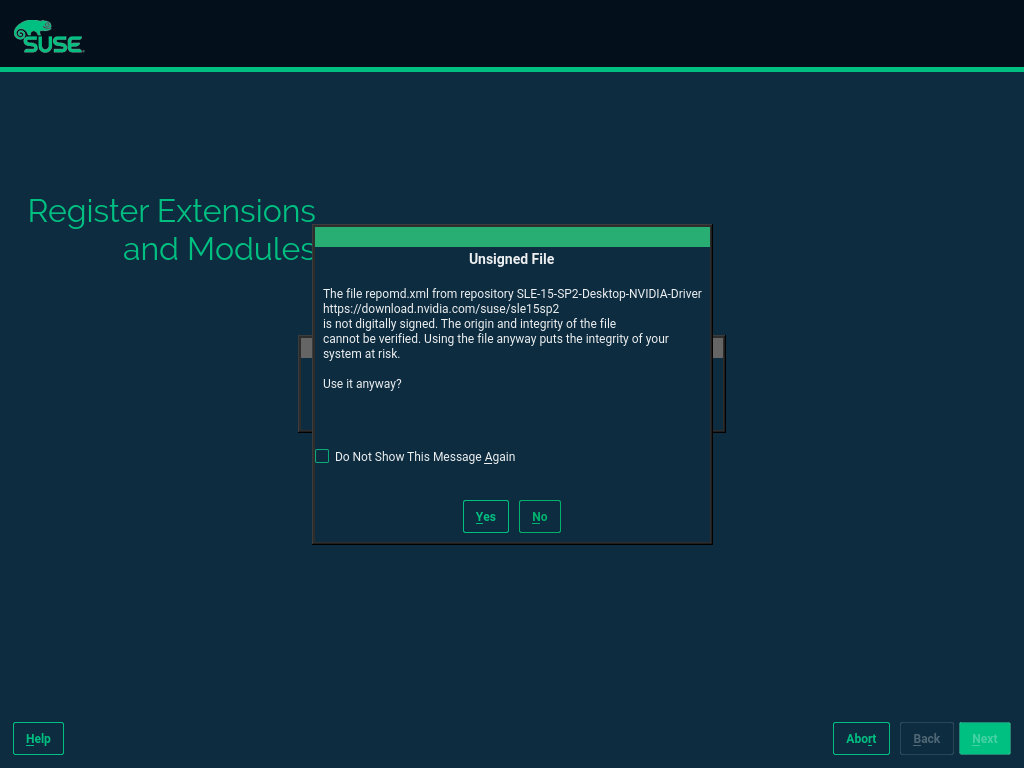 SUSE
Register Extensions
and Modules
Unsigned File
The file repomd.xml from repository SLE-15-SP2-Desktop-NVIDIA-Driver
https://download.nvidia.com/suse/sle15sp2
is not digitally signed. The origin and integrity of the file
cannot be verified. Using the file anyway puts the integrity of your
system at risk.
Use it anyway?
Do Not Show This Message Again
Yes No
Help Abort Back Next